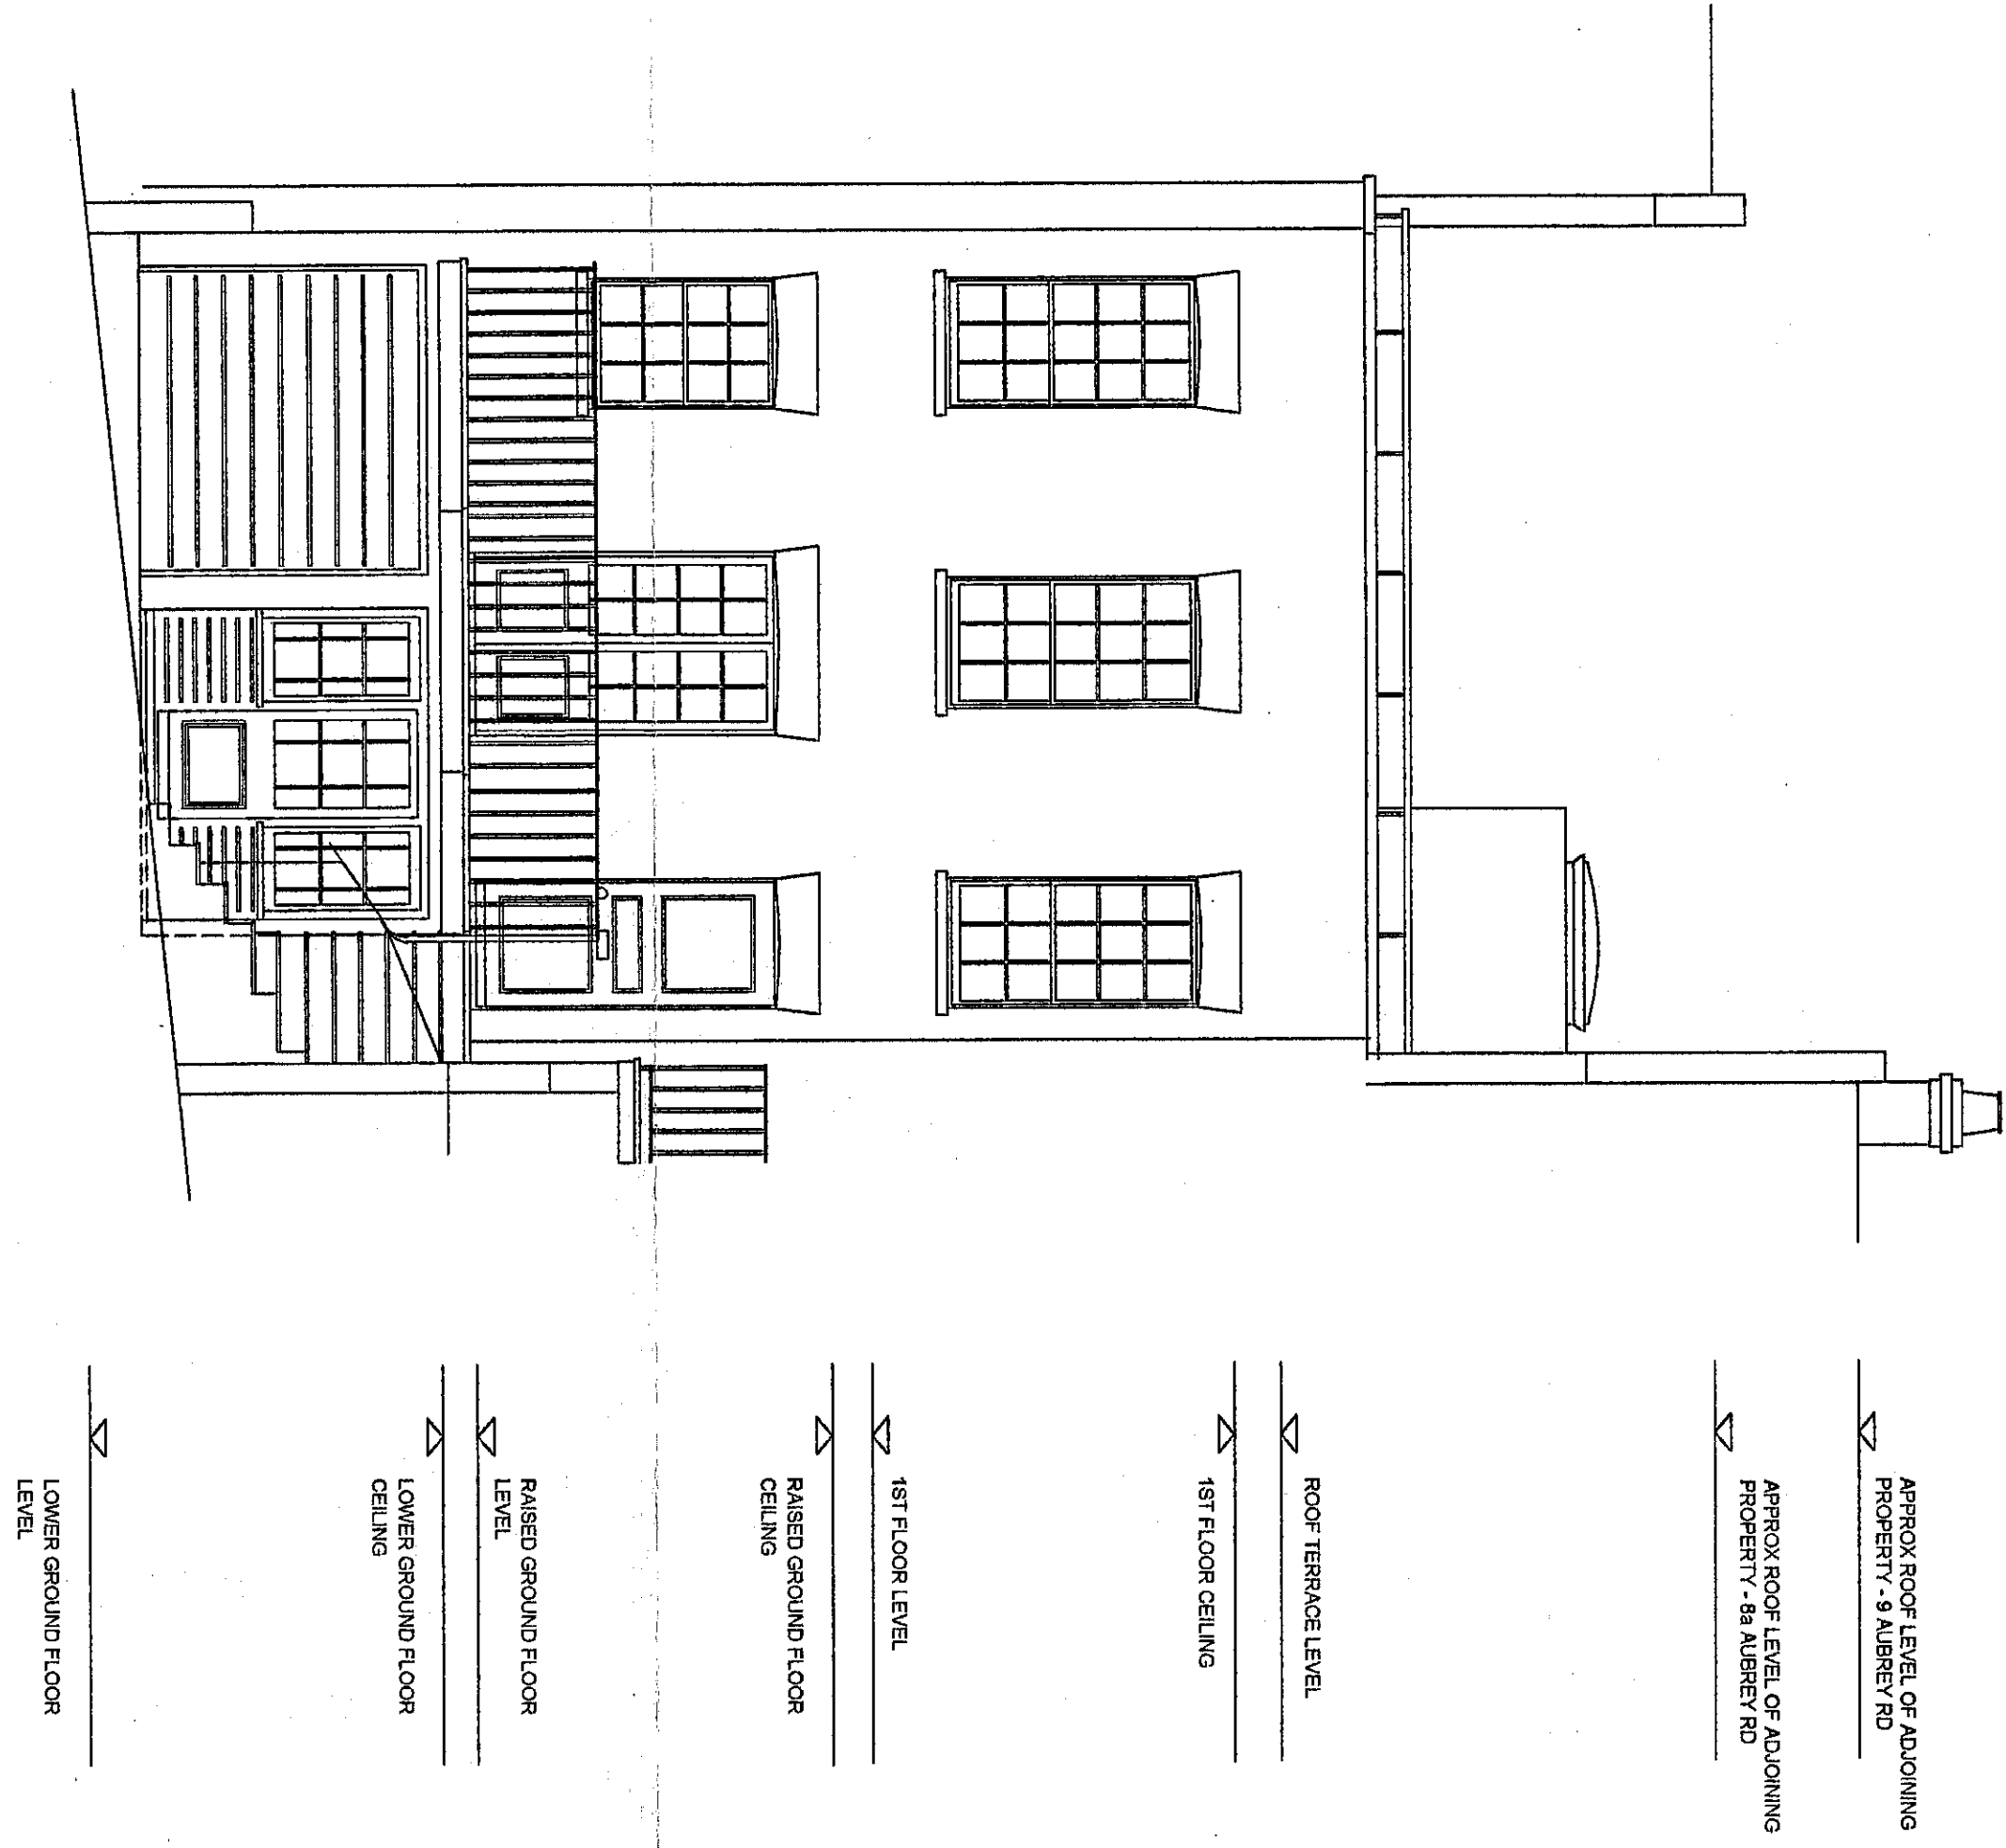 APPROX ROOF LEVEL OF ADJOINING
PROPERTY - 9 AUBREY RD
APPROX ROOF LEVEL OF ADJOINING
PROPERTY - 8a AUBREY RD
ROOF TERRACE LEVEL
1ST FLOOR CEILING
1ST FLOOR LEVEL
RAISED GROUND FLOOR
CEILING
RAISED GROUND FLOOR
LEVEL
LOWER GROUND FLOOR
CEILING
LOWER GROUND FLOOR
LEVEL